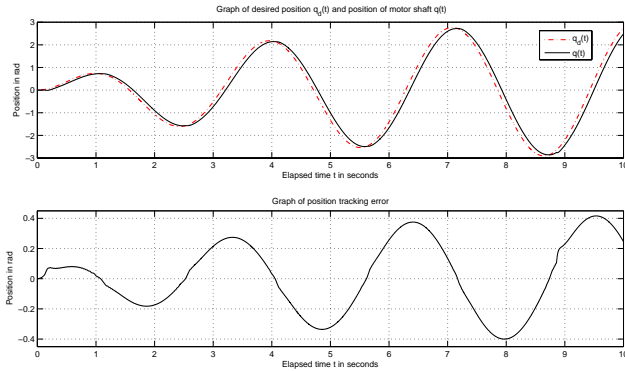 Graph of desired position q_d(t) and position of motor shaft q(t)
3
2
1
0
−1
−2
−3
Position in rad
q_d(t)
q(t)
0 1 2 3 4 5 6 7 8 9 10
Elapsed time t in seconds
Graph of position tracking error
0.4
0.2
0
−0.2
−0.4
Position in rad
0 1 2 3 4 5 6 7 8 9 10
Elapsed time t in seconds